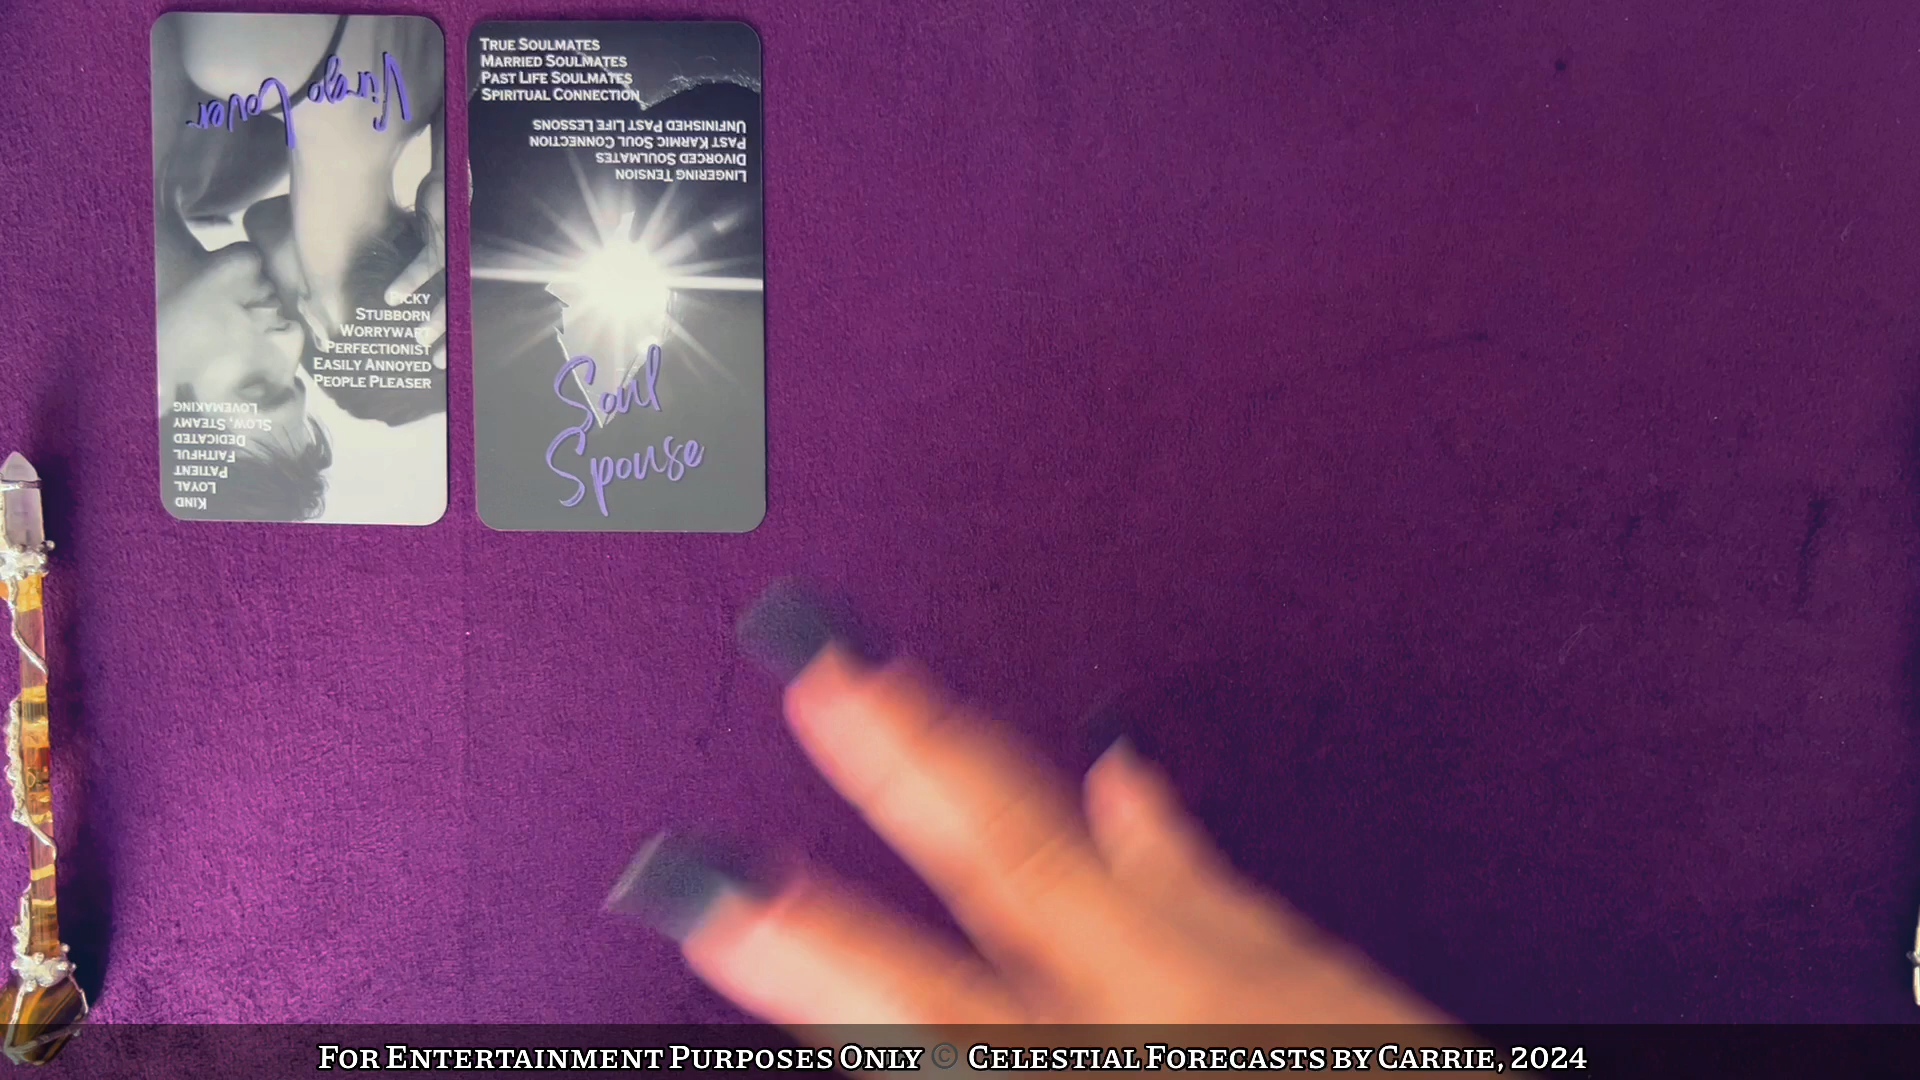 Virgo Lover
PICKY
STUBBORN
WORRYWART
PERFECTIONIST
EASILY ANNOYED
PEOPLE PLEASER
KIND
LOYAL
PATIENT
FAITHFUL
DEDICATED
SLOW, STEAMY
LOVEMAKING
TRUE SOULMATES
MARRIED SOULMATES
PAST LIFE SOULMATES
SPIRITUAL CONNECTION
LINGERING TENSION
DIVORCED SOULMATES
PAST KARMIC SOUL CONNECTION
UNFINISHED PAST LIFE LESSONS
Soul
Spouse
FOR ENTERTAINMENT PURPOSES ONLY © CELESTIAL FORECASTS BY CARRIE, 2024